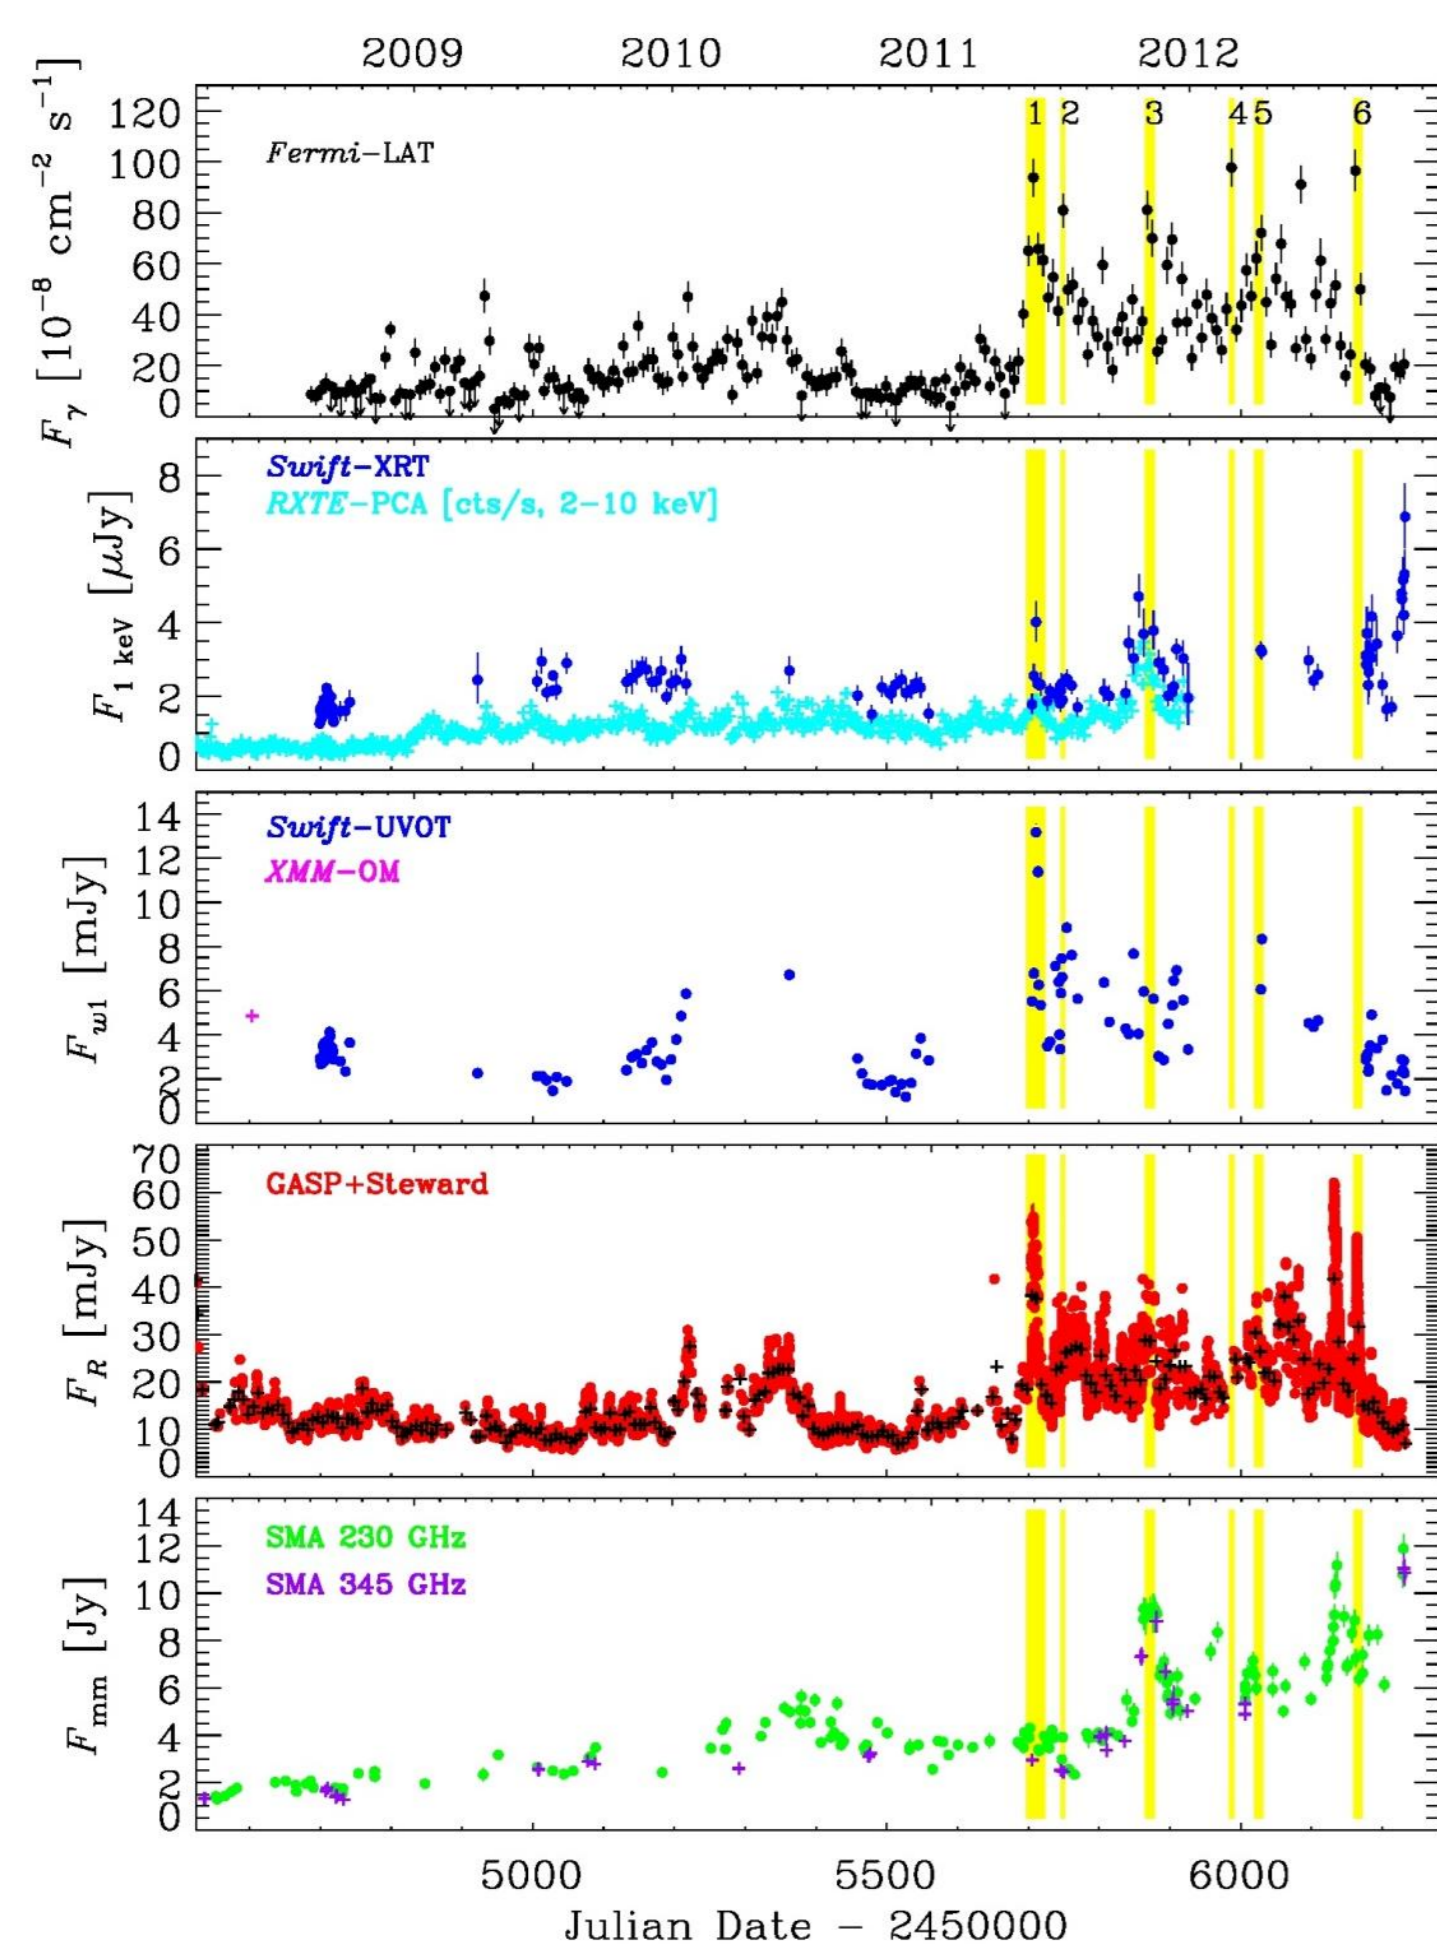 2009 2010 2011 2012
F_γ [10⁻⁸ cm⁻² s⁻¹]
120
100
80
60
40
20
0
Fermi−LAT
1 2 3 4 5 6
F_1 keV [μJy]
8
6
4
2
0
Swift−XRT
RXTE−PCA [cts/s, 2−10 keV]
F_w1 [mJy]
14
12
10
8
6
4
2
0
Swift−UVOT
XMM−OM
F_R [mJy]
70
60
50
40
30
20
10
0
GASP+Steward
F_mm [Jy]
14
12
10
8
6
4
2
0
SMA 230 GHz
SMA 345 GHz
5000 5500 6000
Julian Date − 2450000